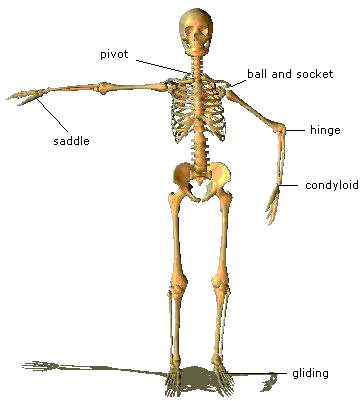 pivot
ball and socket
hinge
saddle
condyloid
gliding